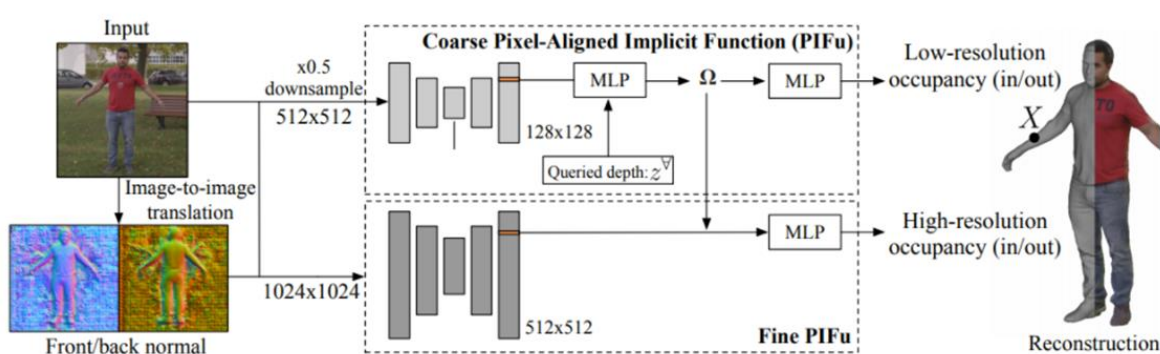 Input
Image-to-image
translation
Front/back normal
x0.5
downsample
512x512
1024x1024
Coarse Pixel-Aligned Implicit Function (PIFu)
MLP
Ω
MLP
128x128
Queried depth: z∀
MLP
512x512
Fine PIFu
Low-resolution
occupancy (in/out)
High-resolution
occupancy (in/out)
X
TO
Reconstruction